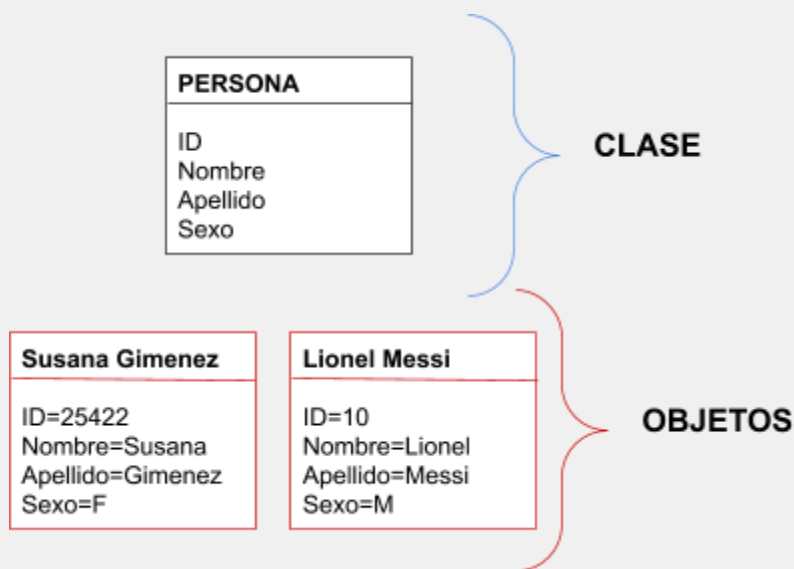 PERSONA
ID
Nombre
Apellido
Sexo
CLASE
Susana Gimenez
ID=25422
Nombre=Susana
Apellido=Gimenez
Sexo=F
Lionel Messi
ID=10
Nombre=Lionel
Apellido=Messi
Sexo=M
OBJETOS